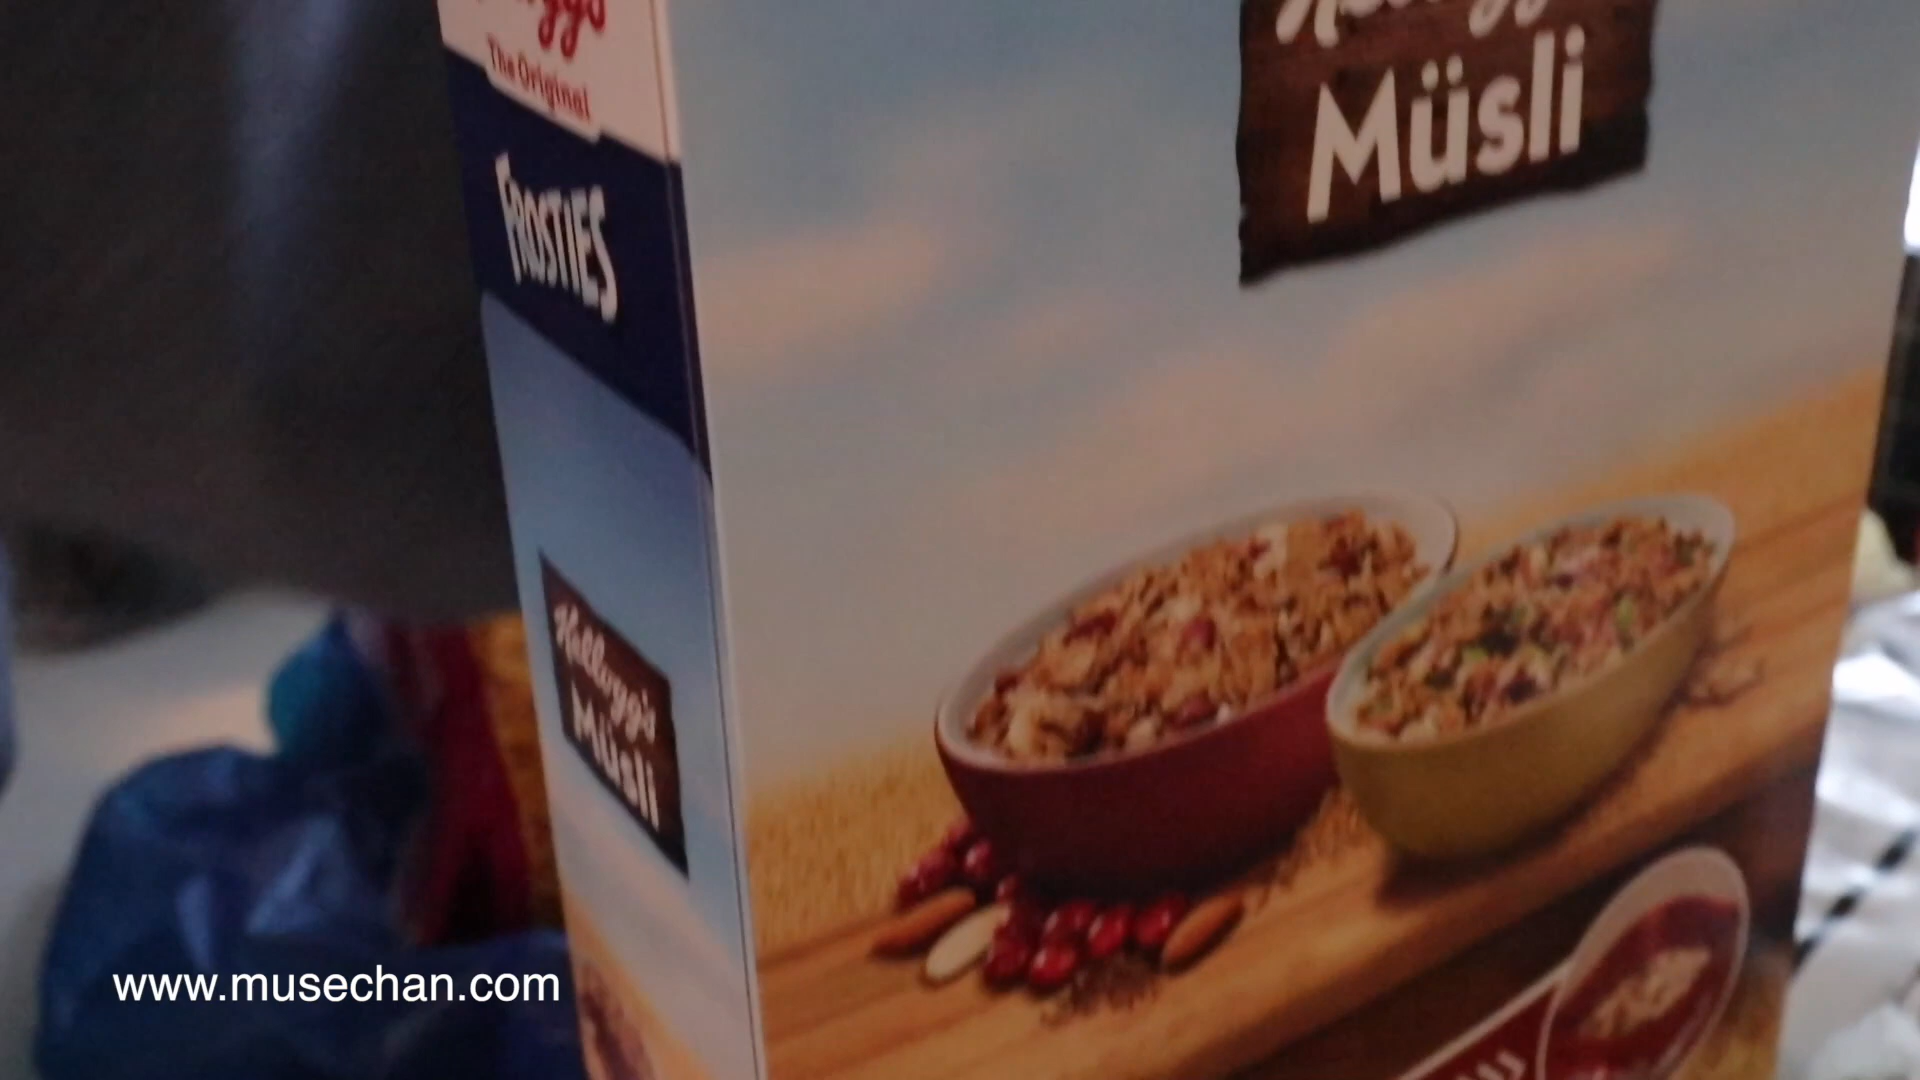 The Original
FROSTIES
Müsli
Kellogg's
Müsli
www.musechan.com